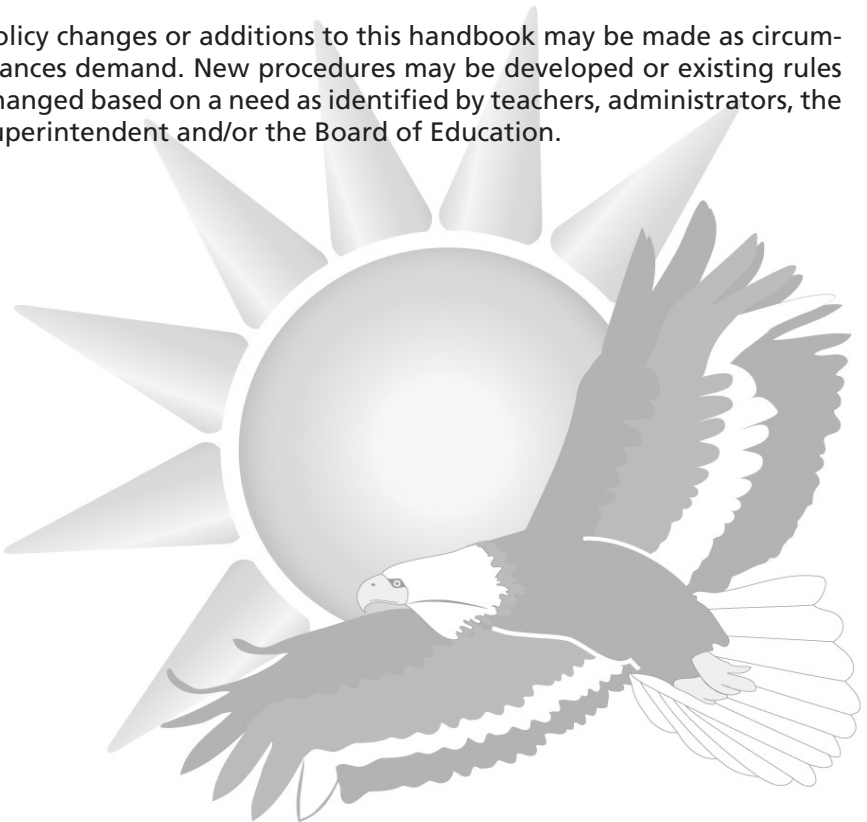 olicy changes or additions to this handbook may be made as circum-
ances demand. New procedures may be developed or existing rules
hanged based on a need as identified by teachers, administrators, the
uperintendent and/or the Board of Education.